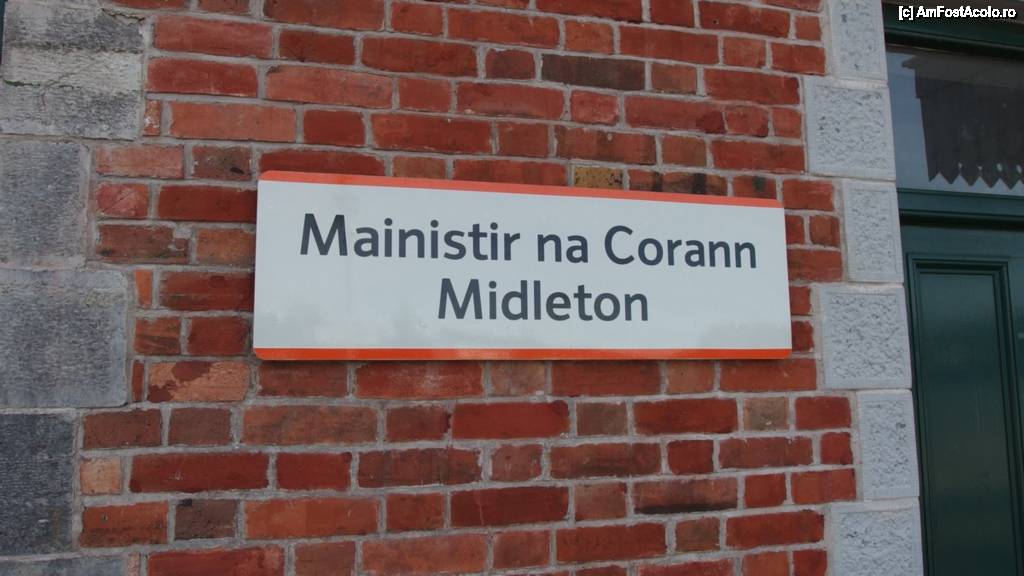 [c] AmFostAcolo.ro
Mainistir na Corann
Midleton